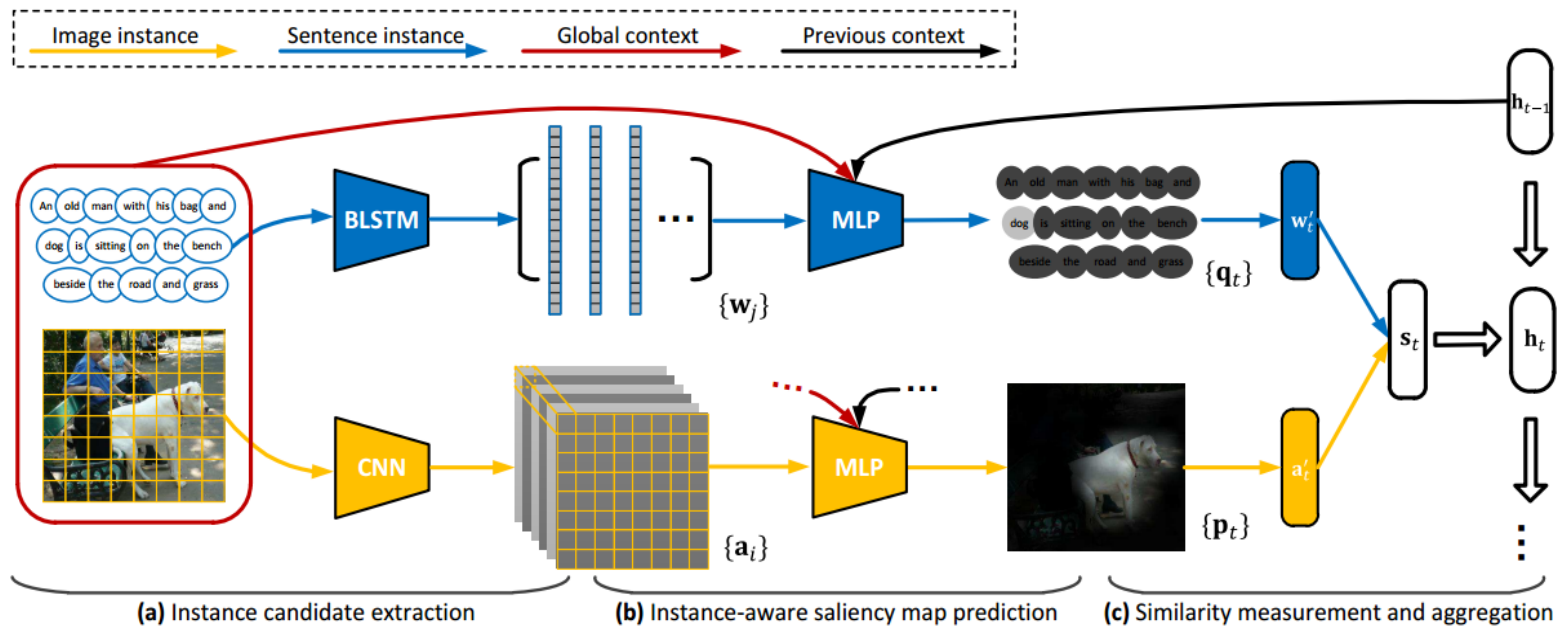 Image instance Sentence instance Global context Previous context
h_{t−1}
An old man with his bag and
dog is sitting on the bench
beside the road and grass
BLSTM
...
{w_j}
MLP
An old man with his bag and
dog is sitting on the bench
beside the road and grass
{q_t}
w′_t
s_t
h_t
CNN
{a_i}
... ...
MLP
{p_t}
a′_t
...
(a) Instance candidate extraction (b) Instance-aware saliency map prediction (c) Similarity measurement and aggregation